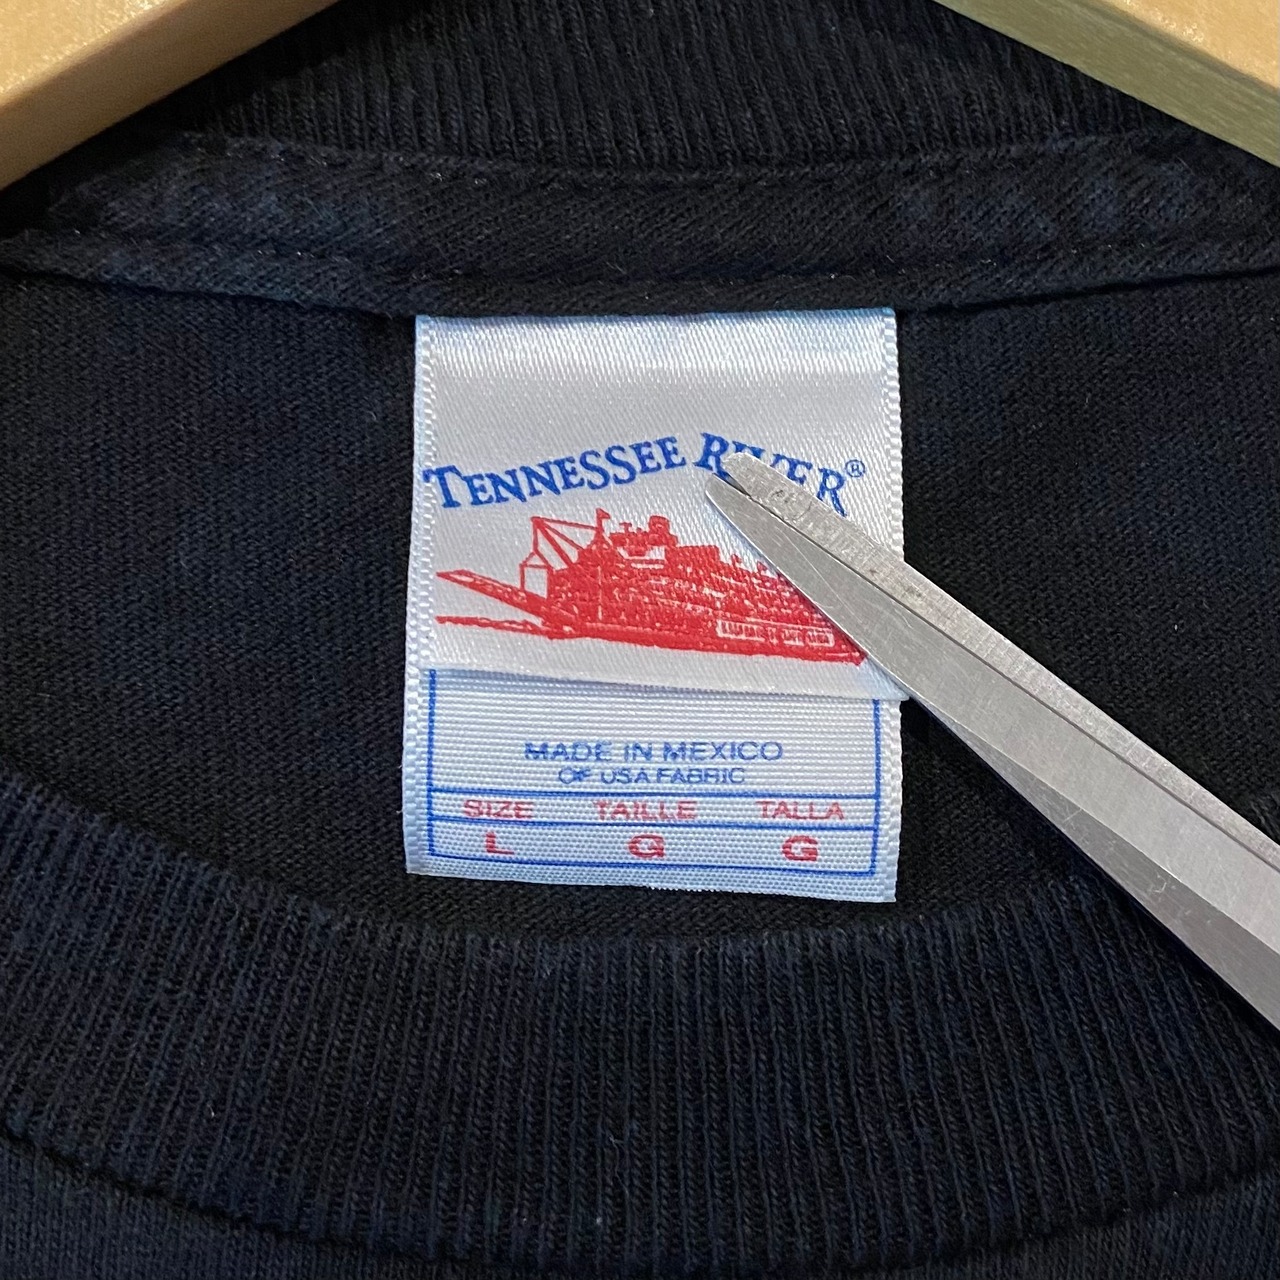 TENNESSEE RIVER®
MADE IN MEXICO
OF USA FABRIC
SIZE TAILLE TALLA
L G G